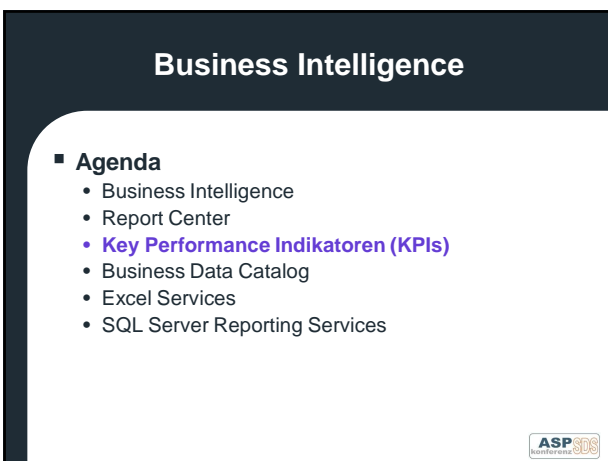 Business Intelligence
Agenda
Business Intelligence
Report Center
Key Performance Indikatoren (KPIs)
Business Data Catalog
Excel Services
SQL Server Reporting Services
ASP SDS
konferenz